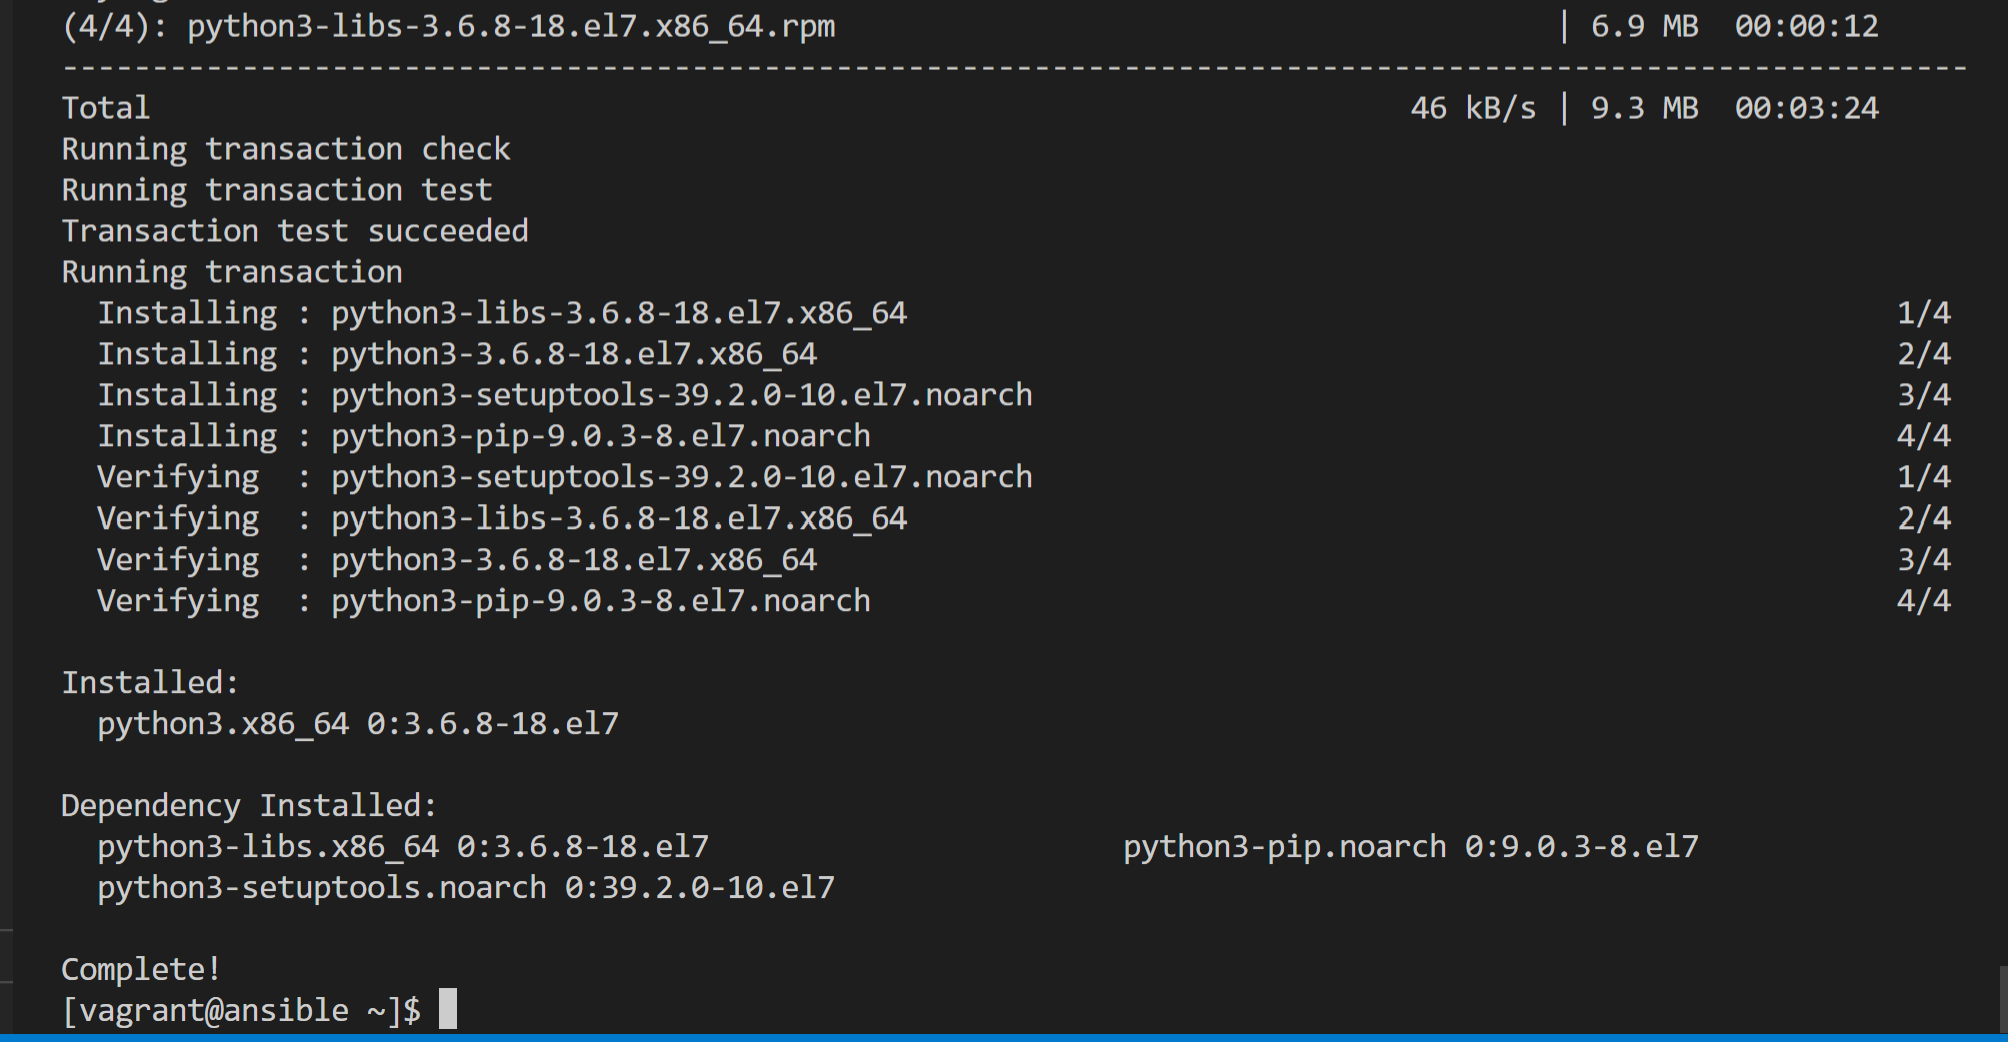 (4/4): python3-libs-3.6.8-18.el7.x86_64.rpm | 6.9 MB 00:00:12
--------------------------------------------------------------------------------------------------------
Total 46 kB/s | 9.3 MB 00:03:24
Running transaction check
Running transaction test
Transaction test succeeded
Running transaction
  Installing : python3-libs-3.6.8-18.el7.x86_64 1/4
  Installing : python3-3.6.8-18.el7.x86_64 2/4
  Installing : python3-setuptools-39.2.0-10.el7.noarch 3/4
  Installing : python3-pip-9.0.3-8.el7.noarch 4/4
  Verifying  : python3-setuptools-39.2.0-10.el7.noarch 1/4
  Verifying  : python3-libs-3.6.8-18.el7.x86_64 2/4
  Verifying  : python3-3.6.8-18.el7.x86_64 3/4
  Verifying  : python3-pip-9.0.3-8.el7.noarch 4/4

Installed:
  python3.x86_64 0:3.6.8-18.el7

Dependency Installed:
  python3-libs.x86_64 0:3.6.8-18.el7 python3-pip.noarch 0:9.0.3-8.el7
  python3-setuptools.noarch 0:39.2.0-10.el7

Complete!
[vagrant@ansible ~]$